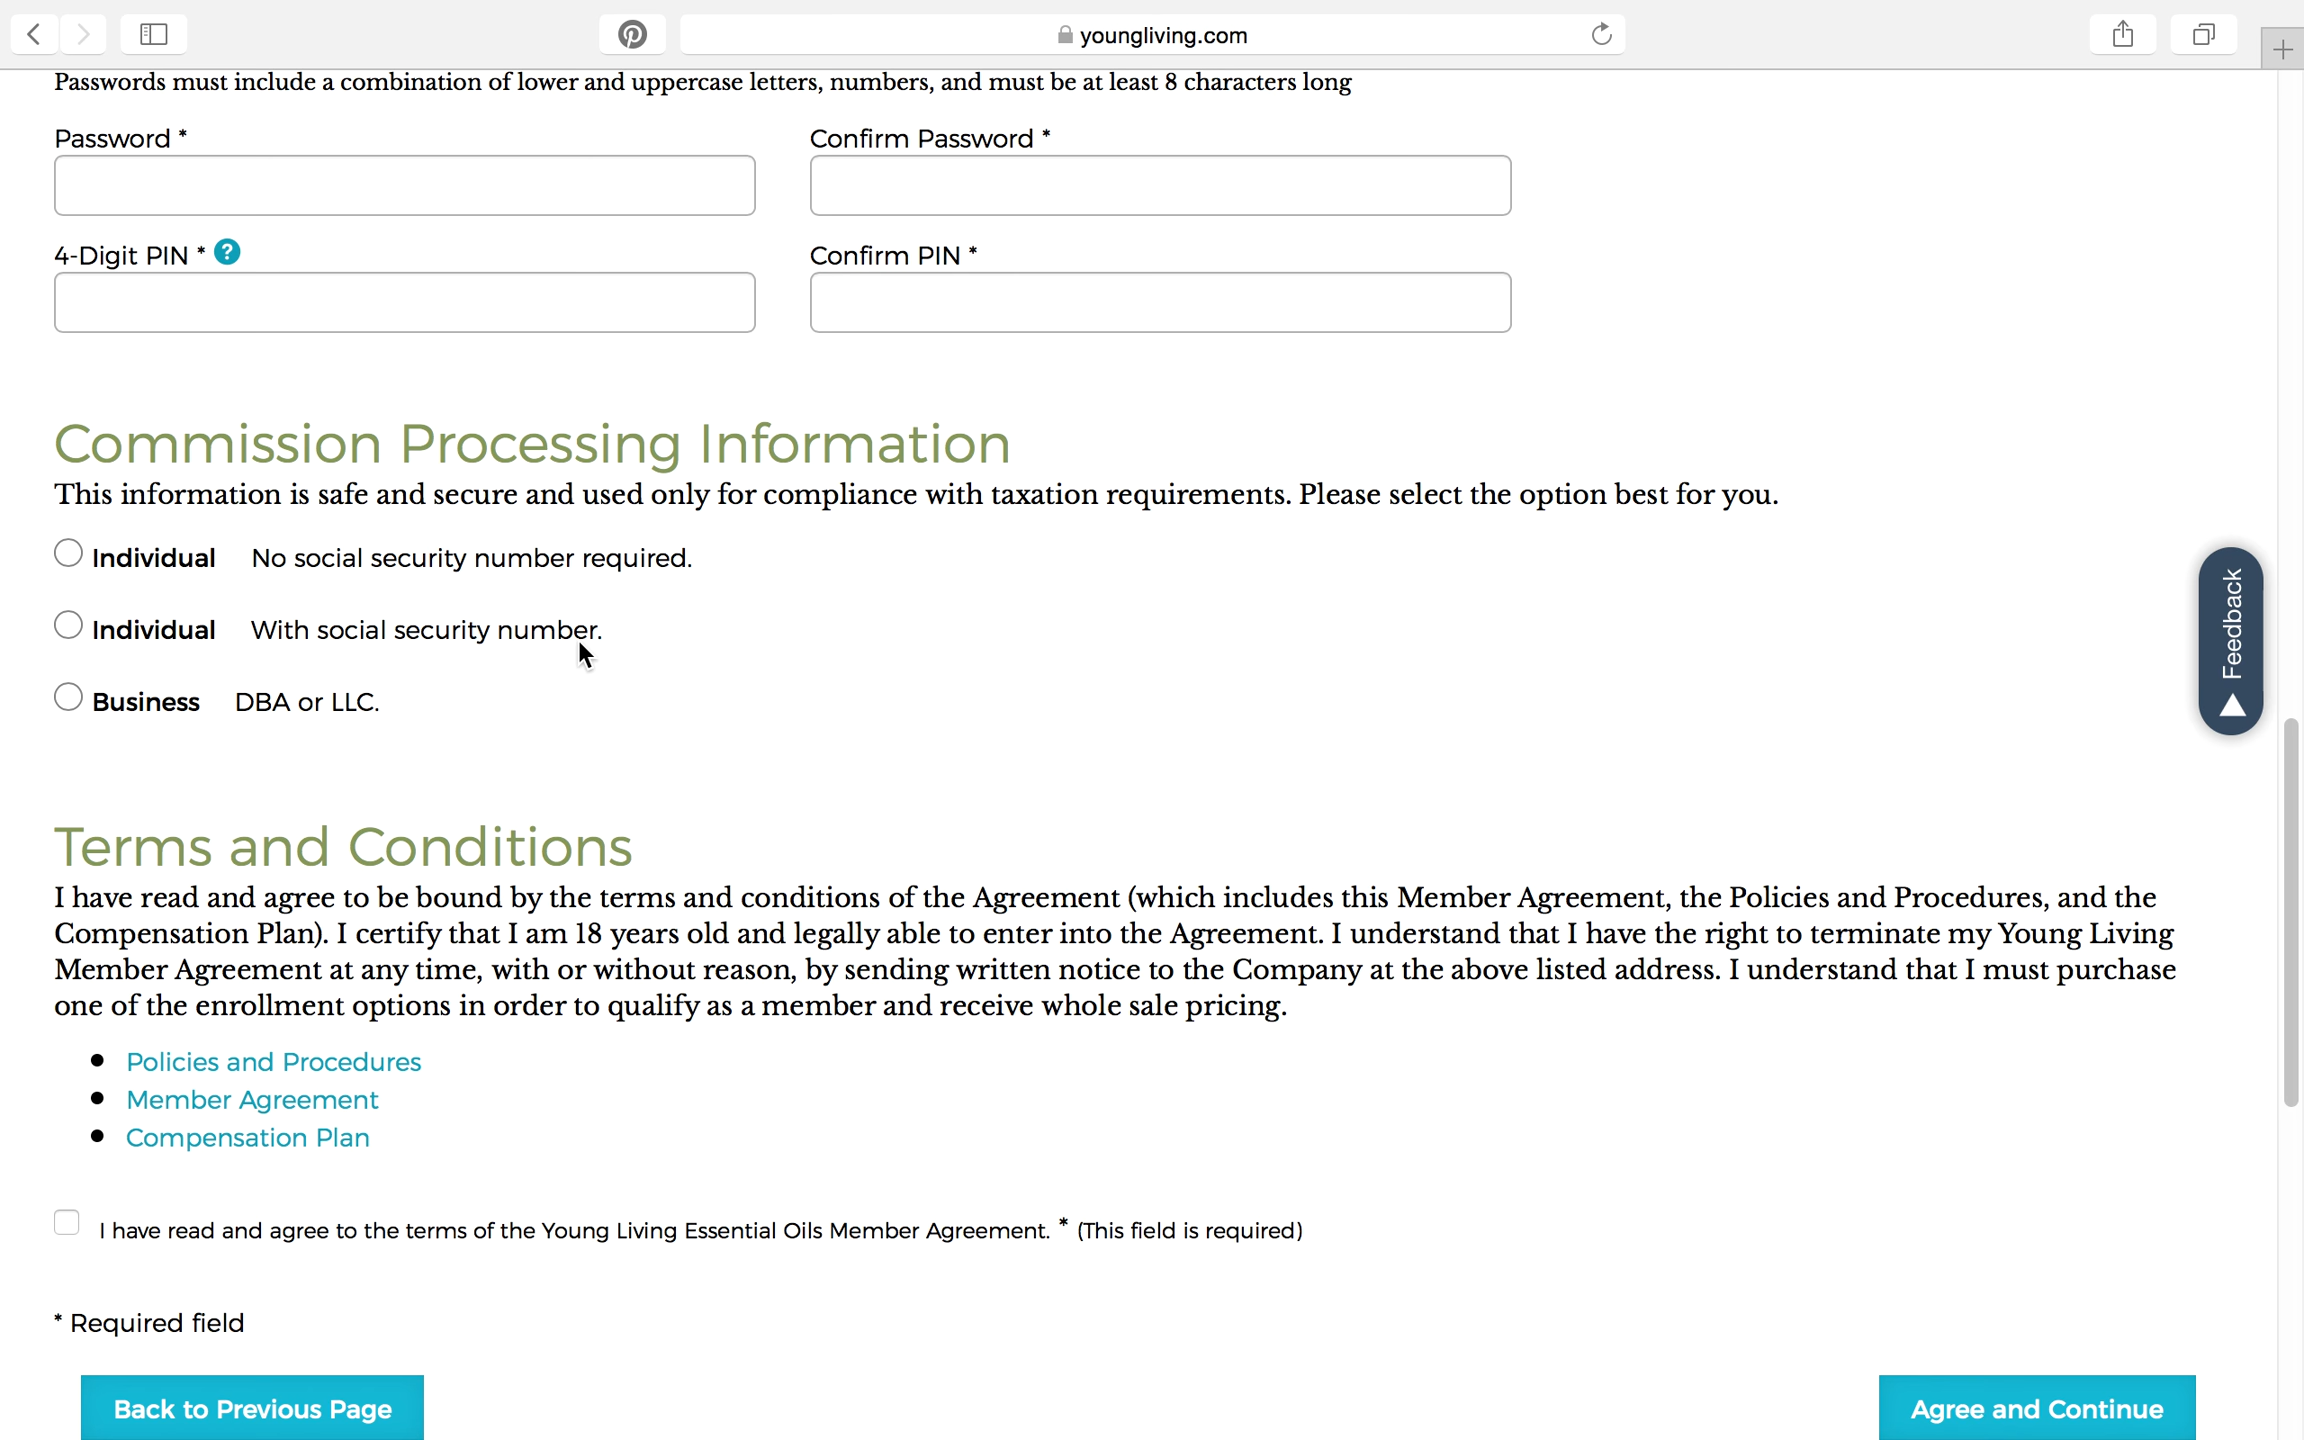 youngliving.com
Passwords must include a combination of lower and uppercase letters, numbers, and must be at least 8 characters long
Password *
Confirm Password *
4-Digit PIN * ?
Confirm PIN *
Commission Processing Information
This information is safe and secure and used only for compliance with taxation requirements. Please select the option best for you.
Individual No social security number required.
Individual With social security number.
Business DBA or LLC.
Feedback
Terms and Conditions
I have read and agree to be bound by the terms and conditions of the Agreement (which includes this Member Agreement, the Policies and Procedures, and the
Compensation Plan). I certify that I am 18 years old and legally able to enter into the Agreement. I understand that I have the right to terminate my Young Living
Member Agreement at any time, with or without reason, by sending written notice to the Company at the above listed address. I understand that I must purchase
one of the enrollment options in order to qualify as a member and receive whole sale pricing.
Policies and Procedures
Member Agreement
Compensation Plan
I have read and agree to the terms of the Young Living Essential Oils Member Agreement. * (This field is required)
* Required field
Back to Previous Page
Agree and Continue